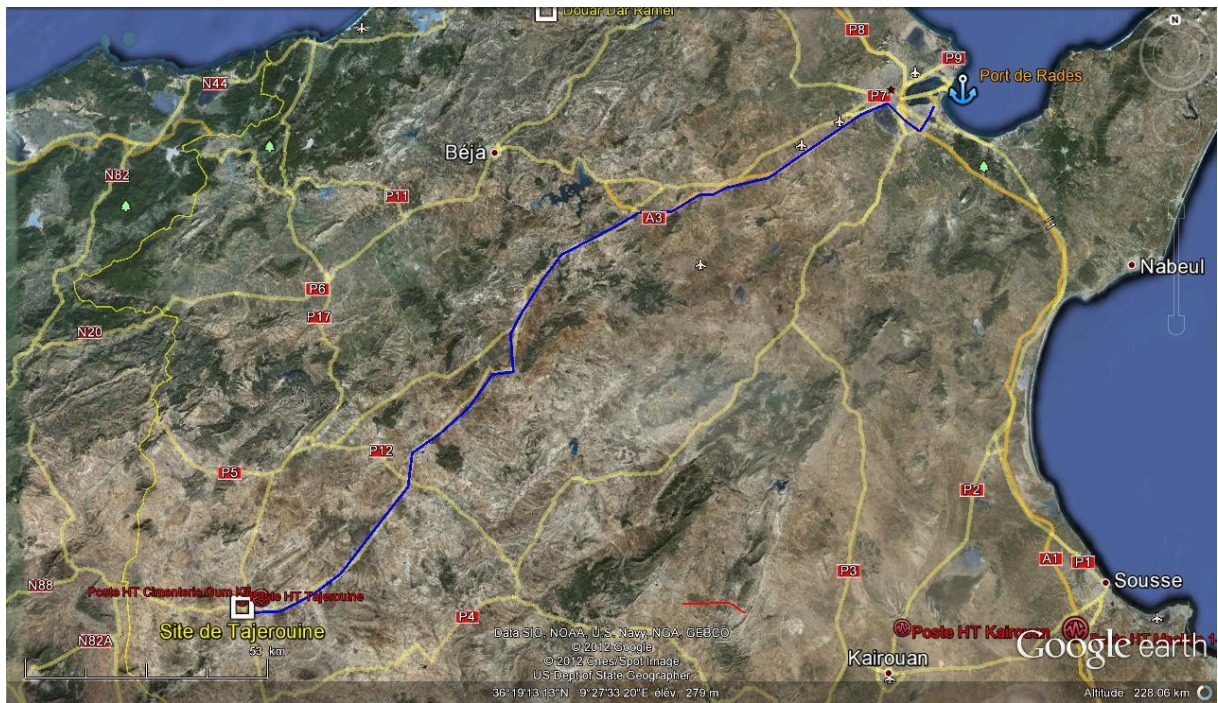 Douar Dar Ramel
N
P8
P9
N44
Port de Rades
P7
Béja
N82
P11
A3
Nabeul
P6
P17
N20
P12
P5
P2
A1
P1
P3
Sousse
N88
Poste HT Cimenterie Oum
Poste HT Tajerouine
Site de Tajerouine
P4
N82A
Poste HT Kairouan
Poste HT
Kairouan
Google earth
53 km
Data SIO, NOAA, U.S. Navy, NGA, GEBCO
© 2012 Google
© 2012 Cnes/Spot Image
US Dept of State Geographer
36°19'13.13"N 9°27'33.20"E élév. 279 m
Altitude 228.06 km